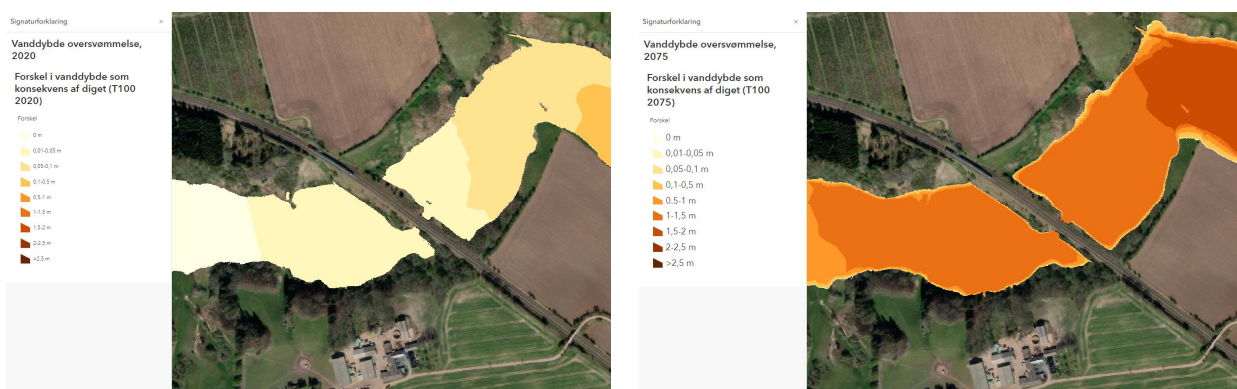 Signaturforklaring ×
Vanddybde oversvømmelse,
2020
Forskel i vanddybde som
konsekvens af diget (T100
2020)
Forskel
0 m
0,01-0,05 m
0,05-0,1 m
0,1-0,5 m
0,5-1 m
1-1,5 m
1,5-2 m
2-2,5 m
>2,5 m
Signaturforklaring ×
Vanddybde oversvømmelse,
2075
Forskel i vanddybde som
konsekvens af diget (T100
2075)
Forskel
0 m
0,01-0,05 m
0,05-0,1 m
0,1-0,5 m
0.5-1 m
1-1,5 m
1,5-2 m
2-2,5 m
>2,5 m